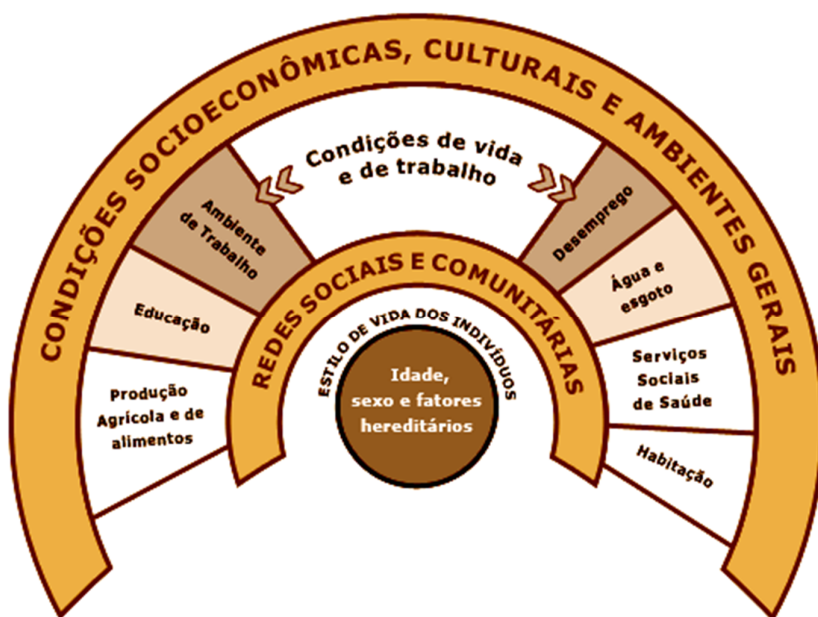 CONDIÇÕES SOCIOECONÔMICAS, CULTURAIS E AMBIENTES GERAIS
Condições de vida
e de trabalho
Ambiente
de Trabalho
Desemprego
Educação
Água e
esgoto
Produção
Agrícola e de
alimentos
Serviços
Sociais
de Saúde
Habitação
REDES SOCIAIS E COMUNITÁRIAS
ESTILO DE VIDA DOS INDIVÍDUOS
Idade,
sexo e fatores
hereditários